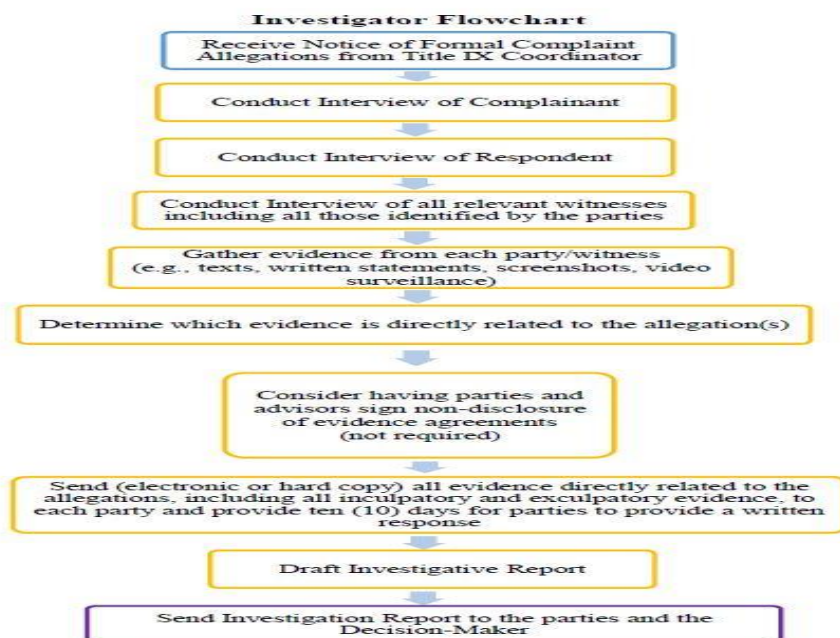 Investigator Flowchart
Receive Notice of Formal Complaint
Allegations from Title IX Coordinator
Conduct Interview of Complainant
Conduct Interview of Respondent
Conduct Interview of all relevant witnesses
including all those identified by the parties
Gather evidence from each party/witness
(e.g., texts, written statements, screenshots, video
surveillance)
Determine which evidence is directly related to the allegation(s)
Consider having parties and
advisors sign non-disclosure
of evidence agreements
(not required)
Send (electronic or hard copy) all evidence directly related to the
allegations, including all inculpatory and exculpatory evidence, to
each party and provide ten (10) days for parties to provide a written
response
Draft Investigative Report
Send Investigation Report to the parties and the
Decision-Maker